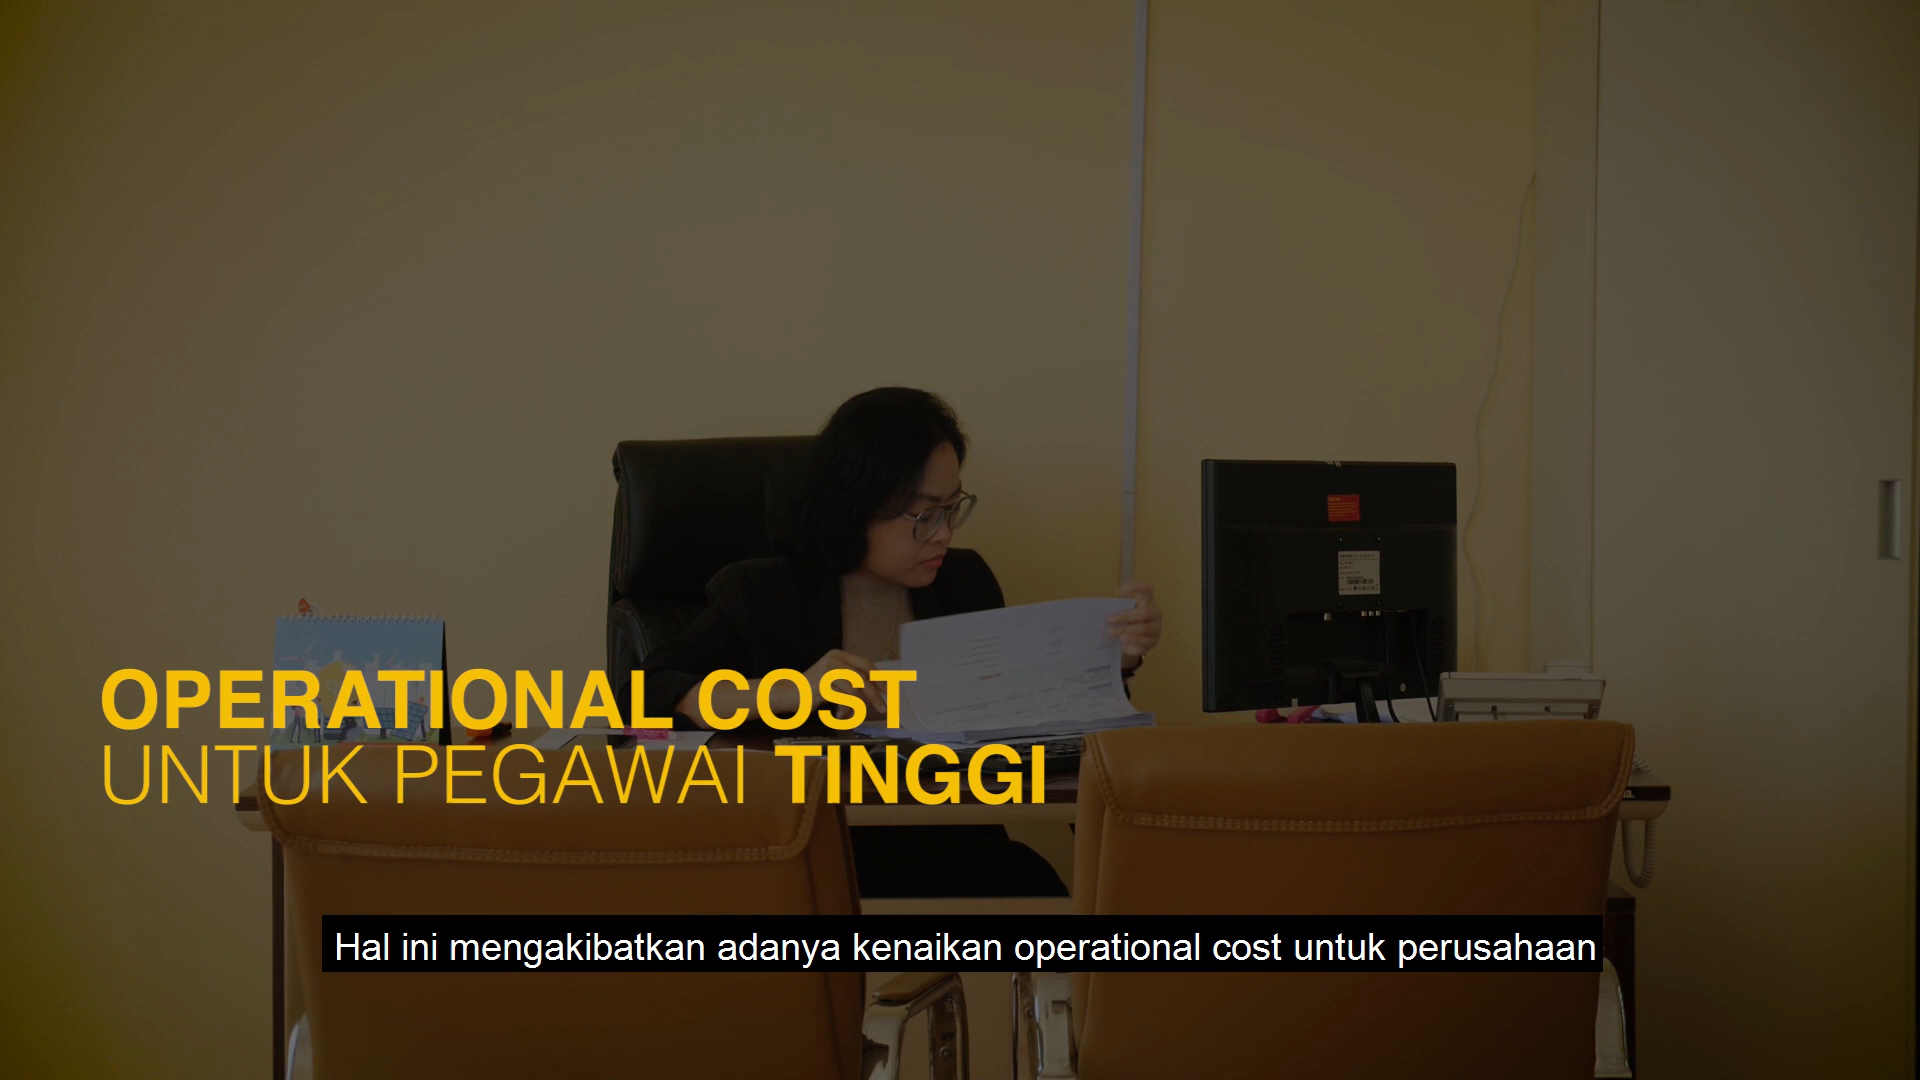 OPERATIONAL COST
UNTUK PEGAWAI TINGGI
Hal ini mengakibatkan adanya kenaikan operational cost untuk perusahaan